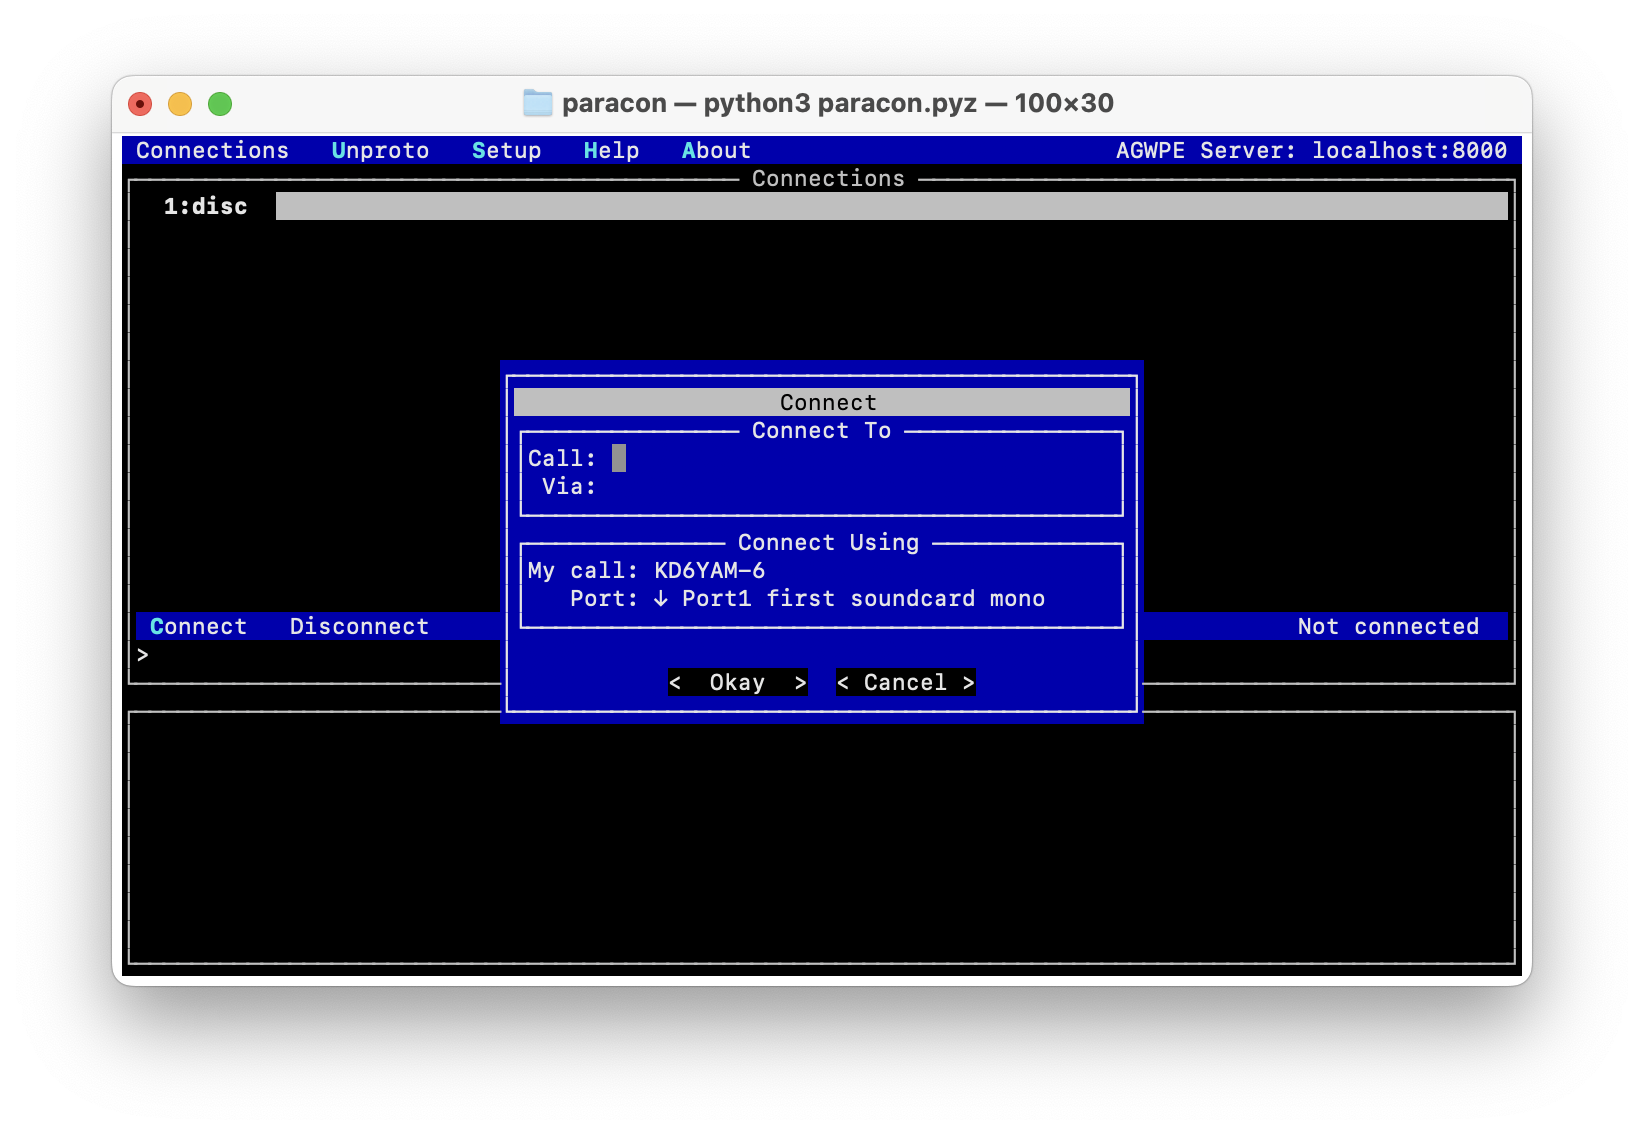 paracon — python3 paracon.pyz — 100×30
Connections Unproto Setup Help About AGWPE Server: localhost:8000
Connections
1:disc
Connect
Connect To
Call:
Via:
Connect Using
My call: KD6YAM-6
Port: ↓ Port1 first soundcard mono
Connect Disconnect Not connected
>
< Okay > < Cancel >